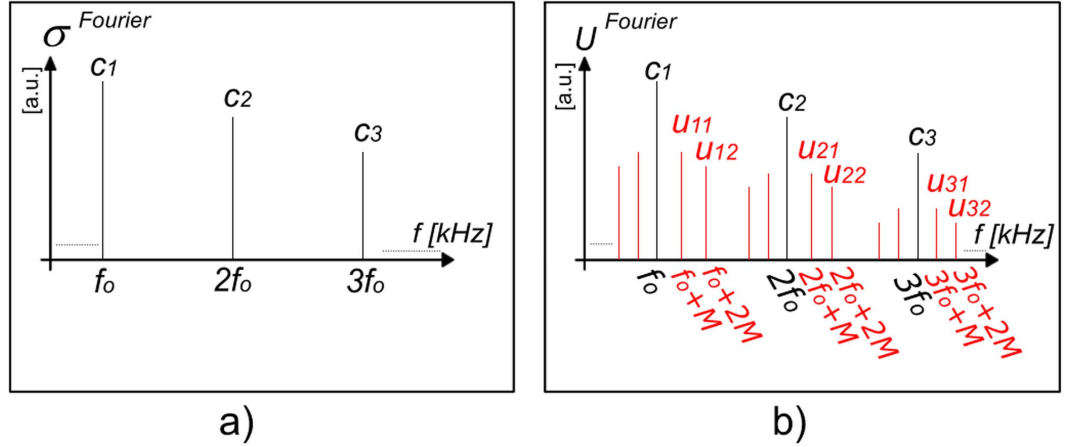 σ Fourier
[a.u.]
c1
c2
c3
f [kHz]
fo
2fo
3fo
a)
U Fourier
[a.u.]
c1
u11
u12
c2
u21
u22
c3
u31
u32
f [kHz]
fo
fo+M
fo+2M
2fo
2fo+M
2fo+2M
3fo
3fo+M
3fo+2M
b)